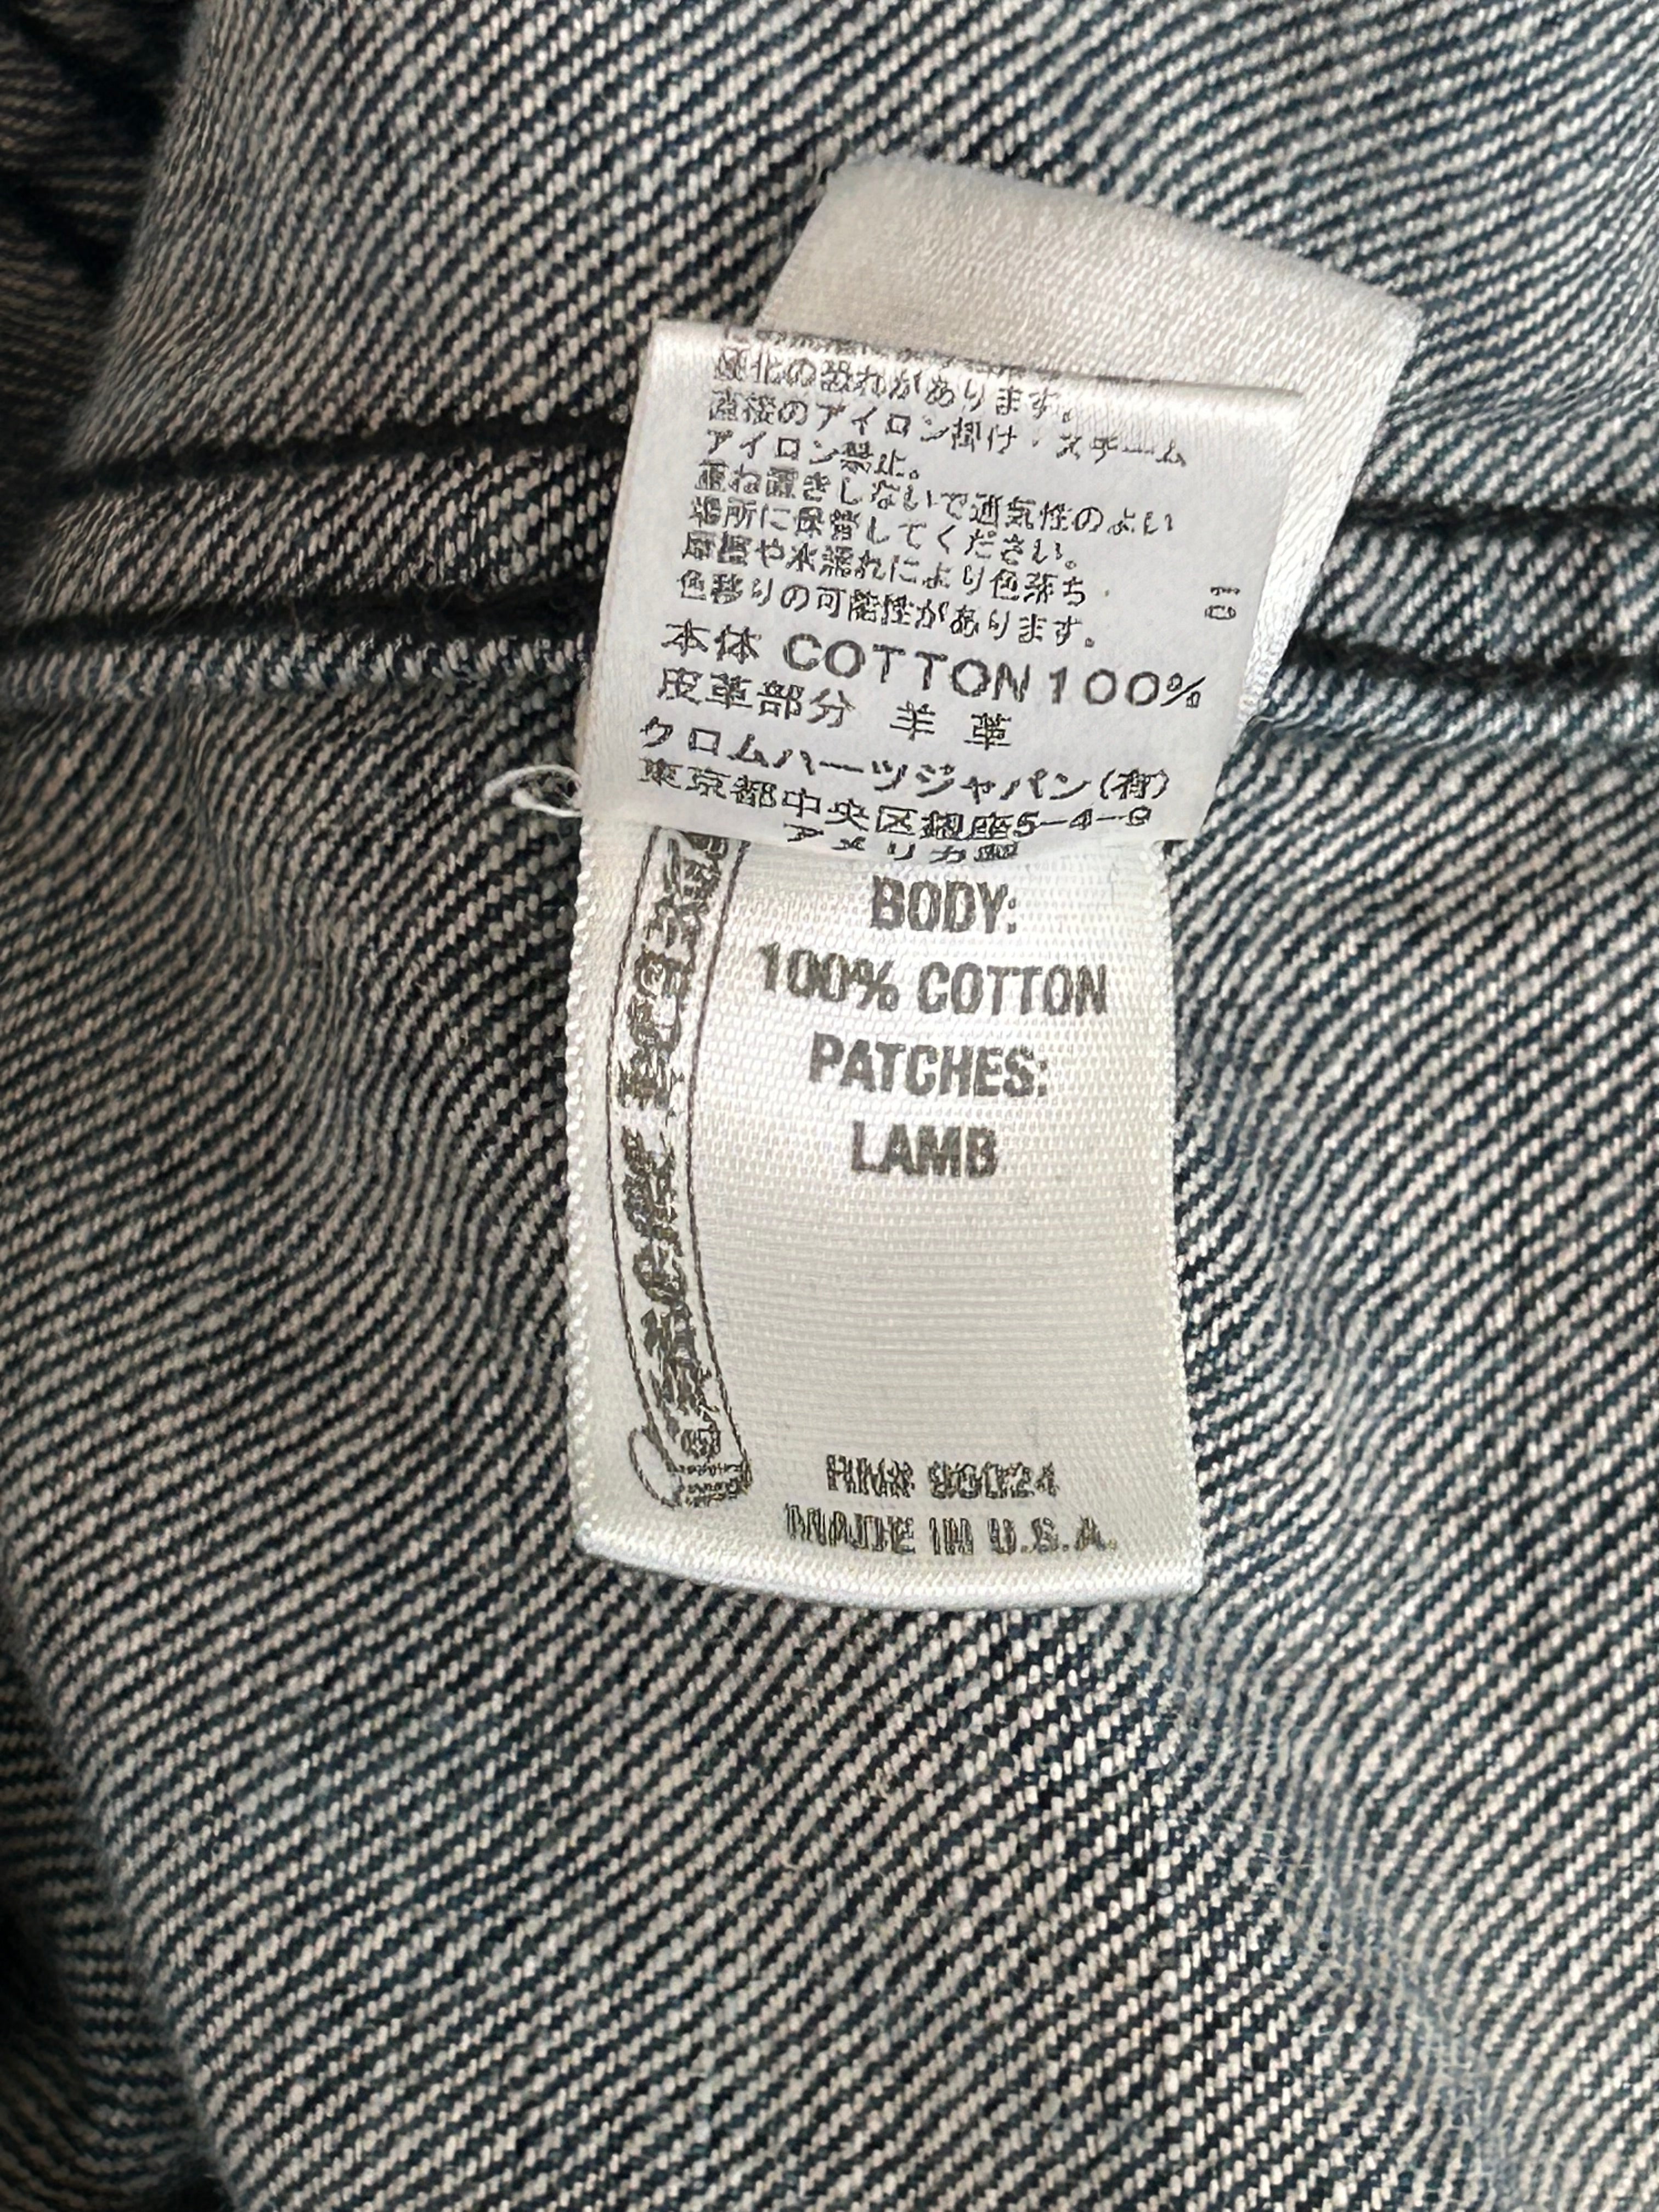 硬化の恐れがあります。
直接のアイロン掛け・スチーム
アイロン禁止。
重ね置きしないで通気性のよい
場所に保管してください。
摩擦や水濡れにより色落ち
色移りの可能性があります。
本体 COTTON 100%
皮革部分 羊 革
クロムハーツジャパン(有)
東京都中央区銀座5-4-9
アメリカ製
CHROME HEARTS
BODY:
100% COTTON
PATCHES:
LAMB
MADE IN U.S.A.